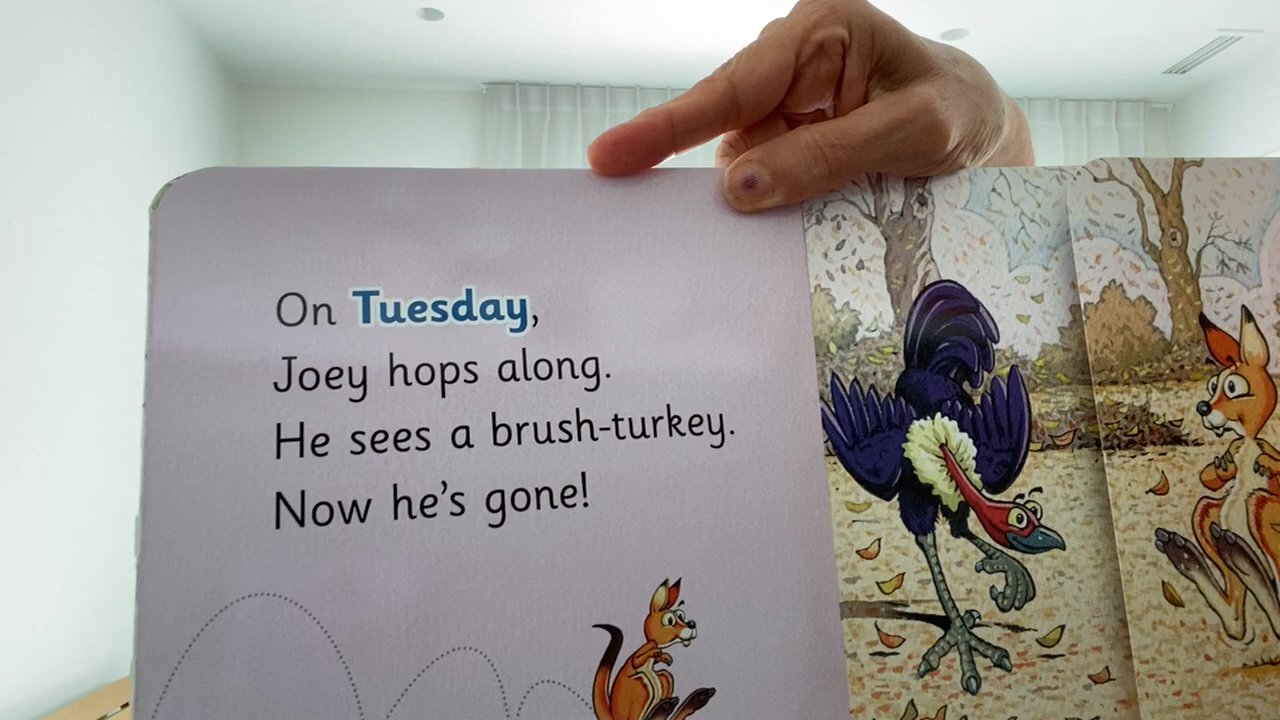 On Tuesday,
Joey hops along.
He sees a brush-turkey.
Now he's gone!